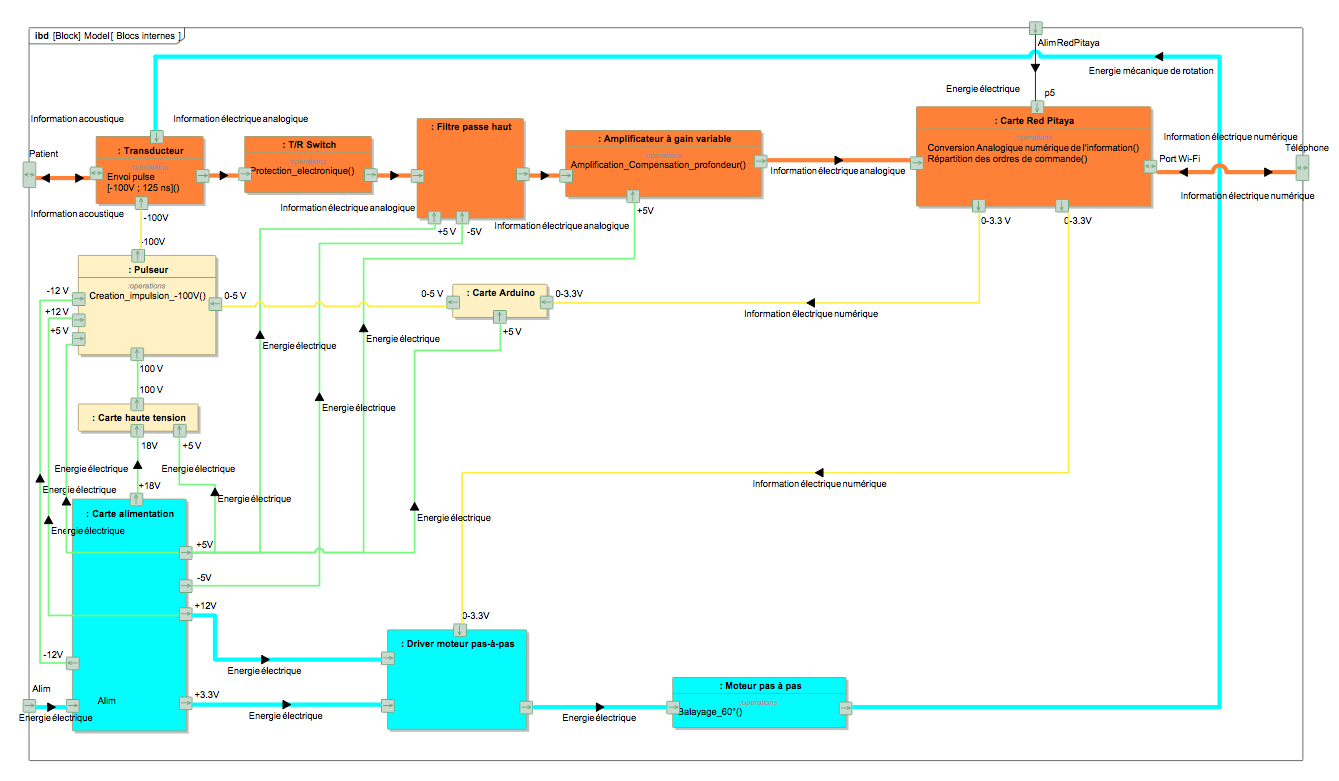 ibd [Block] Model[ Blocs internes ]
Alim RedPitaya
Energie mécanique de rotation
Energie électrique
p5
Information acoustique
Information électrique analogique
: Filtre passe haut
: Carte Red Pitaya
operations
Conversion Analogique numérique de l'information()
Répartition des ordres de commande()
Information électrique numérique
Téléphone
Port Wi-Fi
Information électrique numérique
Patient
: Transducteur
operations
Envoi pulse
[-100V ; 125 ns]()
: T/R Switch
operations
Protection_electronique()
: Amplificateur à gain variable
operations
Amplification_Compensation_profondeur()
Information électrique analogique
Information acoustique
Information électrique analogique
Information électrique analogique
-100V
-100V
+5 V
-5V
+5V
0-3.3 V
0-3.3V
: Pulseur
:operations
Creation_impulsion_-100V()
-12 V
+12 V
+5 V
0-5 V
0-5 V
: Carte Arduino
0-3.3V
+5 V
Information électrique numérique
Energie électrique
Energie électrique
100 V
100 V
Energie électrique
: Carte haute tension
18V
+5 V
Energie électrique
Energie électrique
Energie électrique
+18V
Energie électrique
Energie électrique
Energie électrique
Information électrique numérique
: Carte alimentation
+5V
-5V
+12V
-12V
+3.3V
Alim
Alim
Energie électrique
Energie électrique
Energie électrique
0-3.3V
: Driver moteur pas-à-pas
Energie électrique
: Moteur pas à pas
operations
Balayage_60°()